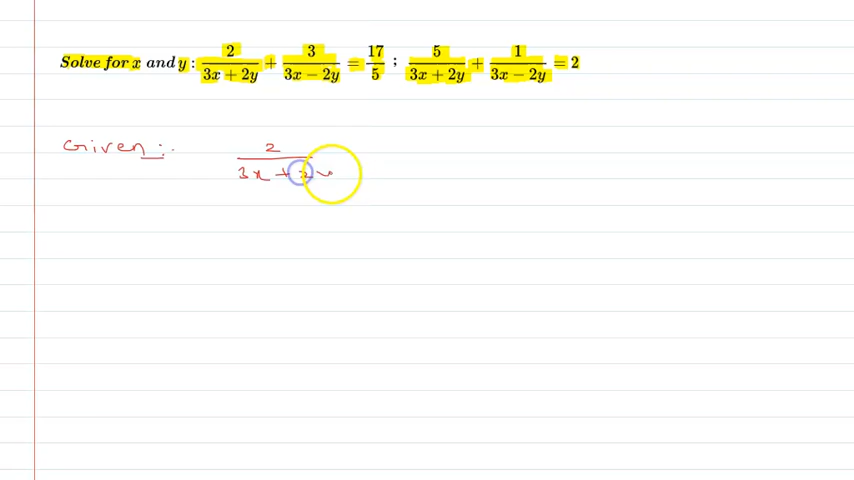 Solve for x and y : 2/(3x + 2y) + 3/(3x − 2y) = 17/5 ; 5/(3x + 2y) + 1/(3x − 2y) = 2
Given :- 2/(3x + 2y